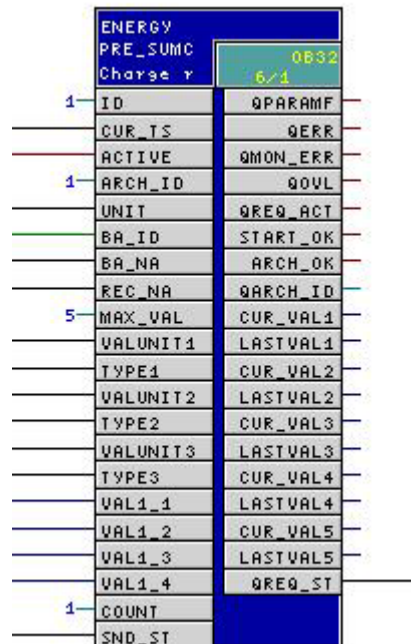 ENERGY
PRE_SUMC
Charge r
OB32
6/1
1 ID QPARAMF
CUR_TS QERR
ACTIVE QMON_ERR
1 ARCH_ID QOVL
UNIT QREQ_ACT
BA_ID START_OK
BA_NA ARCH_OK
REC_NA QARCH_ID
5 MAX_VAL CUR_VAL1
VALUNIT1 LASTVAL1
TYPE1 CUR_VAL2
VALUNIT2 LASTVAL2
TYPE2 CUR_VAL3
VALUNIT3 LASTVAL3
TYPE3 CUR_VAL4
VAL1_1 LASTVAL4
VAL1_2 CUR_VAL5
VAL1_3 LASTVAL5
VAL1_4 QREQ_ST
1 COUNT
SND_ST